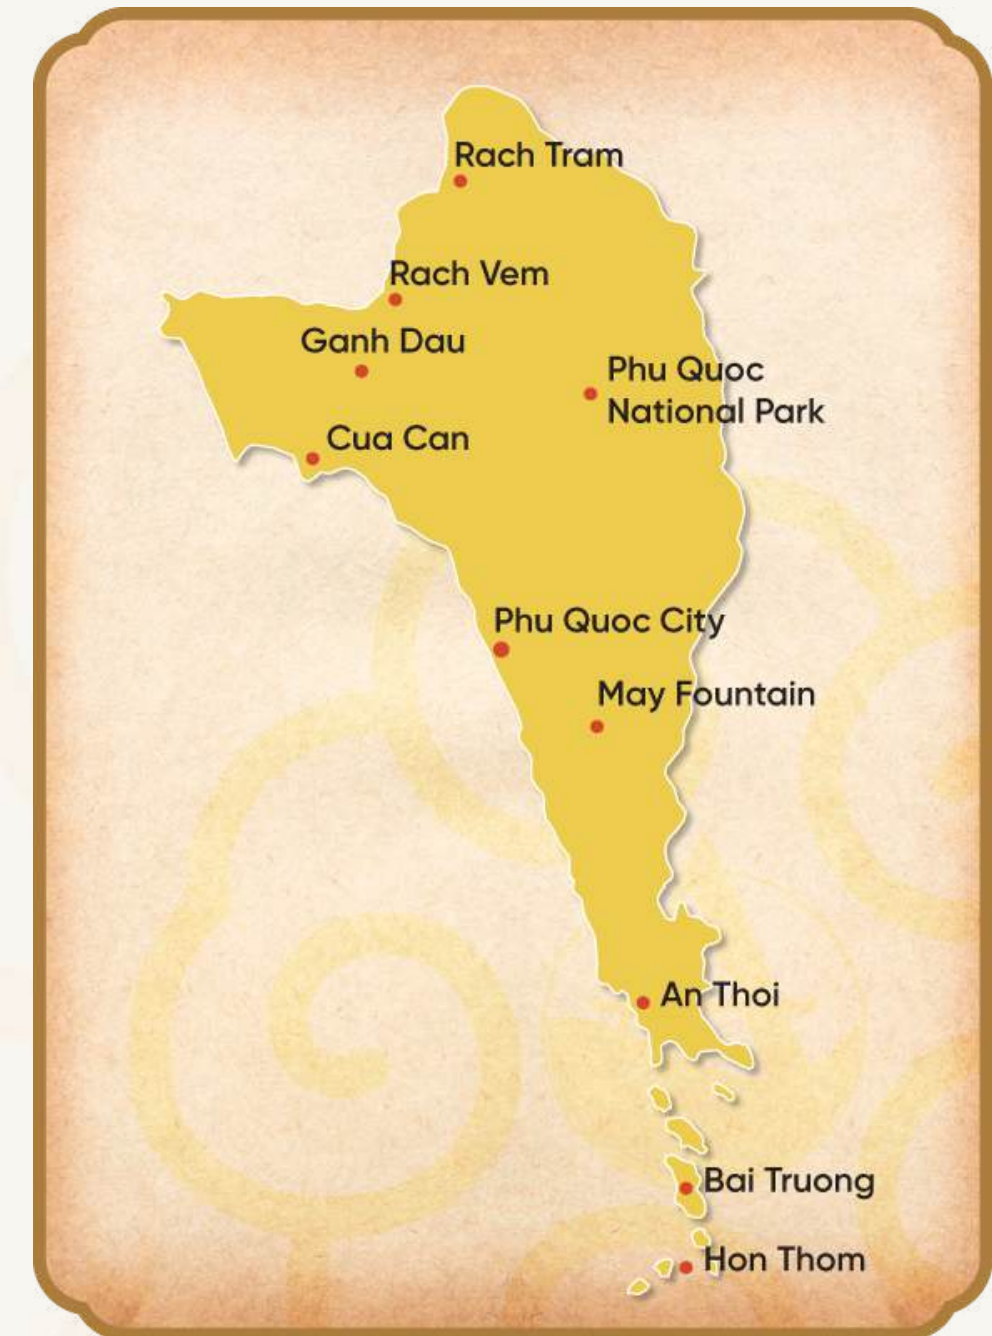 Rach Tram
Rach Vem
Ganh Dau
Phu Quoc
National Park
Cua Can
Phu Quoc City
May Fountain
An Thoi
Bai Truong
Hon Thom